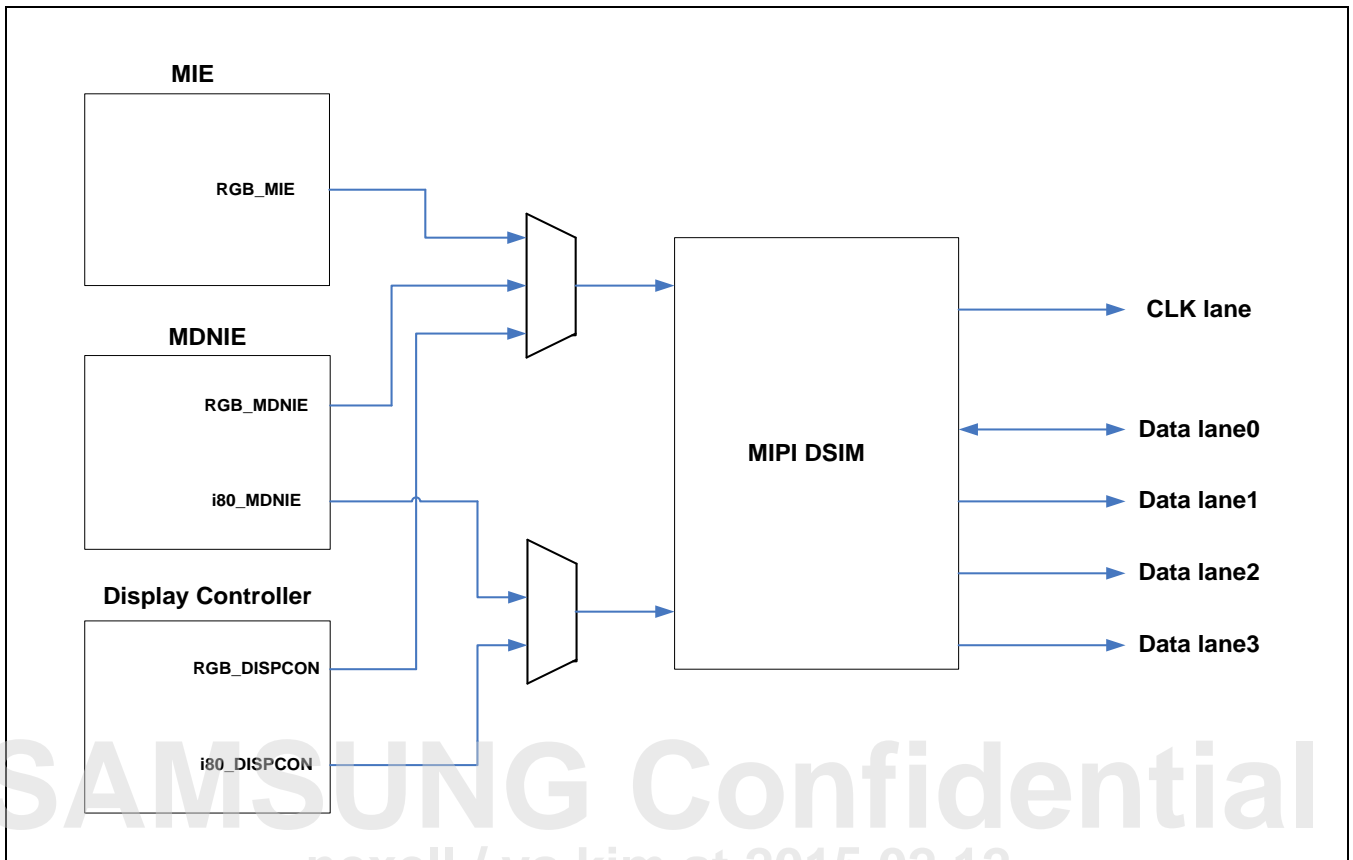 MIE
RGB_MIE
MDNIE
RGB_MDNIE
i80_MDNIE
Display Controller
RGB_DISPCON
i80_DISPCON
MIPI DSIM
CLK lane
Data lane0
Data lane1
Data lane2
Data lane3
SAMSUNG Confidential